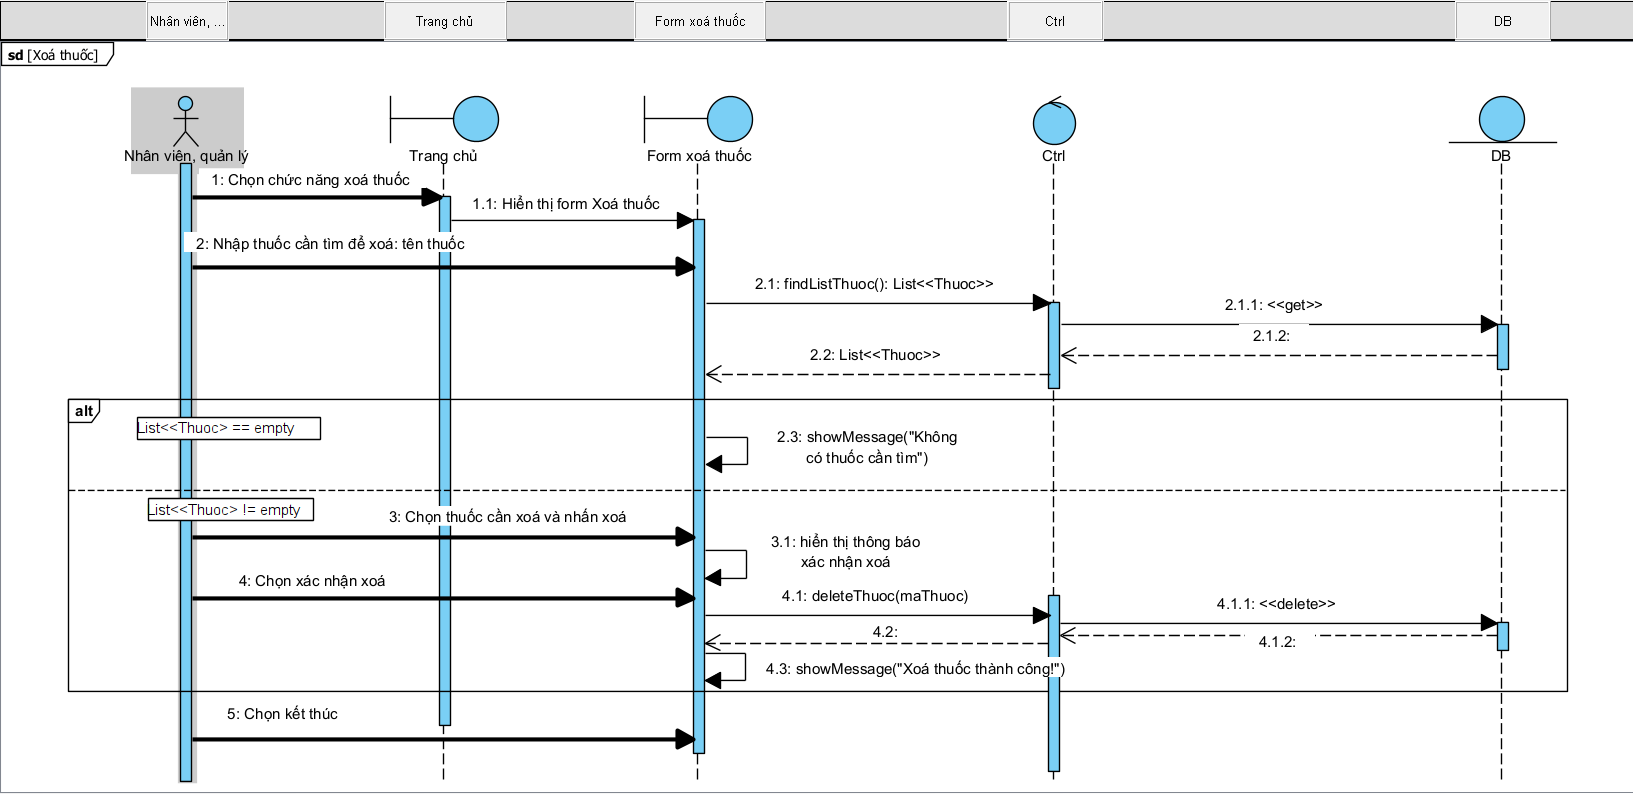 Nhân viên, ...
Trang chủ
Form xoá thuốc
Ctrl
DB
sd [Xoá thuốc]
Nhân viên, quản lý
Trang chủ
Form xoá thuốc
Ctrl
DB
1: Chọn chức năng xoá thuốc
1.1: Hiển thị form Xoá thuốc
2: Nhập thuốc cần tìm để xoá: tên thuốc
2.1: findListThuoc(): List<<Thuoc>>
2.1.1: <<get>>
2.1.2:
2.2: List<<Thuoc>>
alt
List<<Thuoc> == empty
2.3: showMessage("Không
có thuốc cần tìm")
List<<Thuoc> != empty
3: Chọn thuốc cần xoá và nhấn xoá
3.1: hiển thị thông báo
xác nhận xoá
4: Chọn xác nhận xoá
4.1: deleteThuoc(maThuoc)
4.1.1: <<delete>>
4.2:
4.1.2:
4.3: showMessage("Xoá thuốc thành công!")
5: Chọn kết thúc